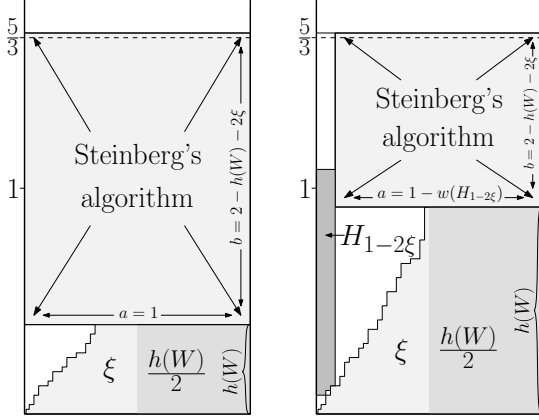 5
3
1
Steinberg's
algorithm
b = 2 − h(W) − 2ξ
a = 1
ξ
h(W)
2
h(W)
5
3
1
Steinberg's
algorithm
b = 2 − h(W) − 2ξ
a = 1 − w(H₁₋₂ξ)
H₁₋₂ξ
ξ
h(W)
2
h(W)